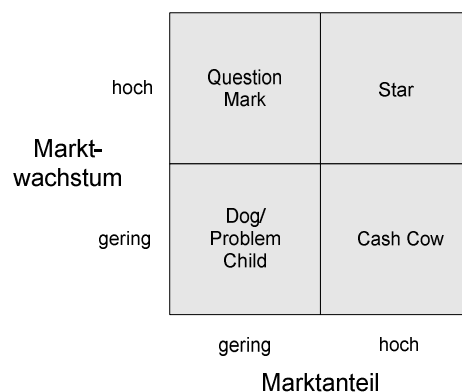 hoch
Question
Mark
Star
Markt-
wachstum
gering
Dog/
Problem
Child
Cash Cow
gering
hoch
Marktanteil